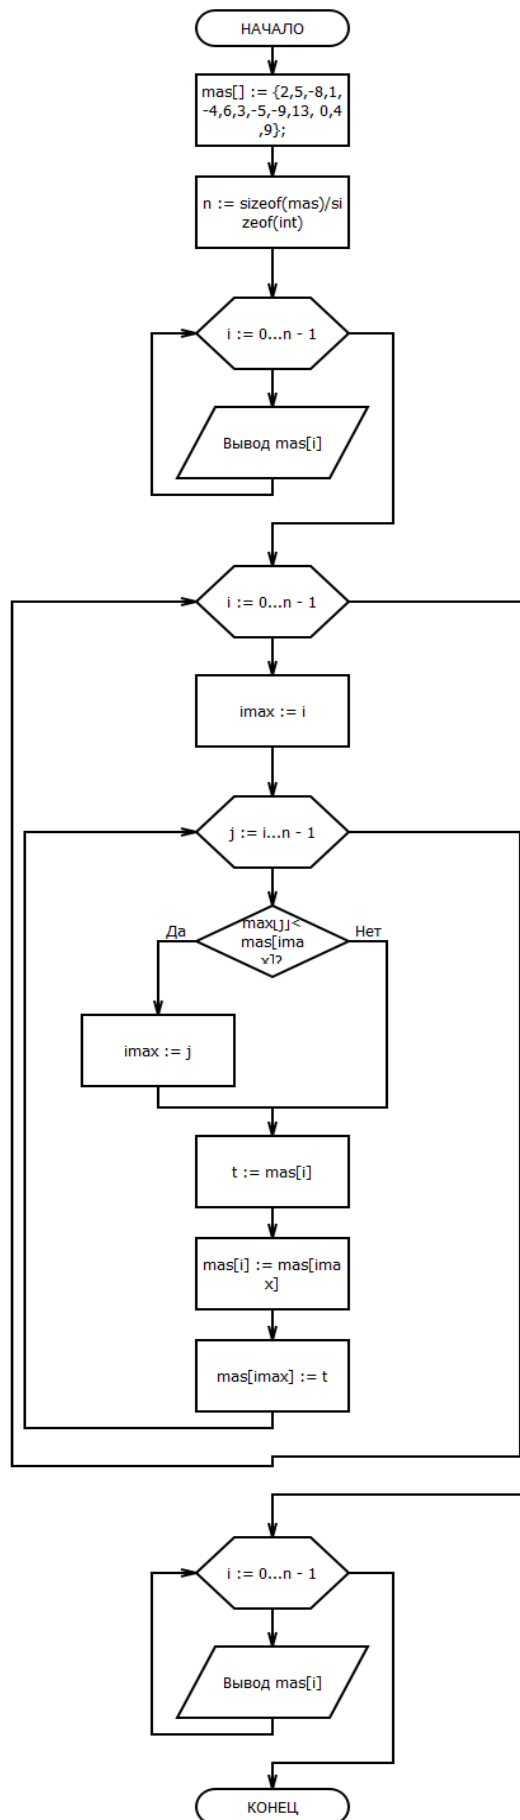 НАЧАЛО
mas[] := {2,5,-8,1,
-4,6,3,-5,-9,13, 0,4
,9};
n := sizeof(mas)/si
zeof(int)
i := 0...n - 1
Вывод mas[i]
i := 0...n - 1
imax := i
j := i...n - 1
Да
max[j]<
mas[ima
x]?
Нет
imax := j
t := mas[i]
mas[i] := mas[ima
x]
mas[imax] := t
i := 0...n - 1
Вывод mas[i]
КОНЕЦ